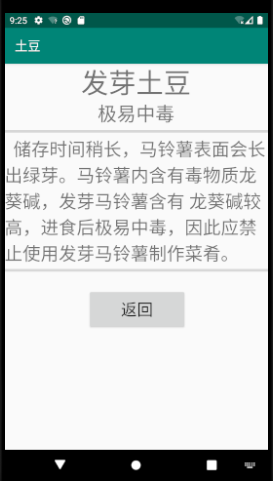 9:25
土豆
发芽土豆
极易中毒
储存时间稍长，马铃薯表面会长
出绿芽。马铃薯内含有毒物质龙
葵碱，发芽马铃薯含有 龙葵碱较
高，进食后极易中毒，因此应禁
止使用发芽马铃薯制作菜肴。
返回